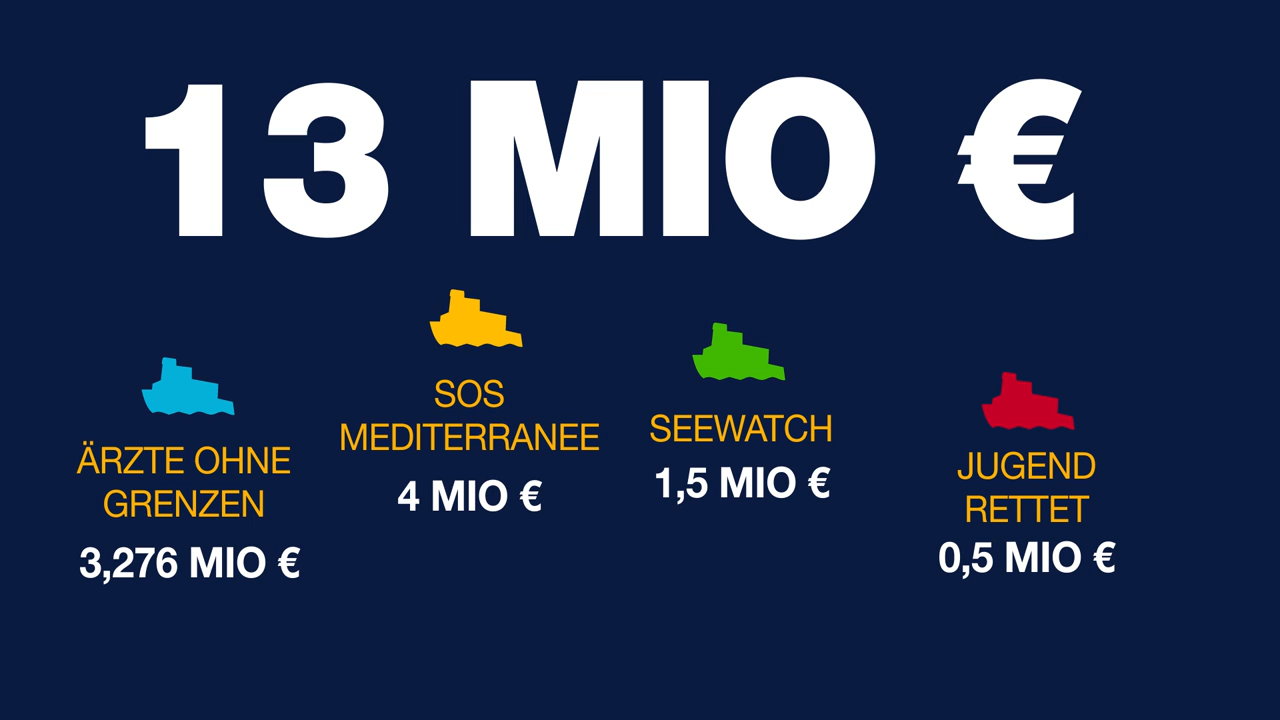 13 MIO €
ÄRZTE OHNE
GRENZEN
3,276 MIO €
SOS
MEDITERRANEE
4 MIO €
SEEWATCH
1,5 MIO €
JUGEND
RETTET
0,5 MIO €